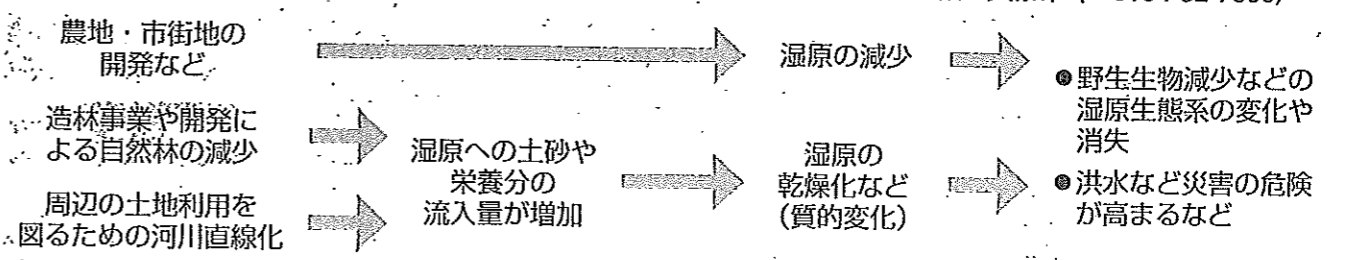 農地・市街地の
開発など
湿原の減少
造林事業や開発に
よる自然林の減少
周辺の土地利用を
図るための河川直線化
湿原への土砂や
栄養分の
流入量が増加
湿原の
乾燥化など
(質的変化)
●野生生物減少などの
湿原生態系の変化や
消失
●洪水など災害の危険
が高まるなど